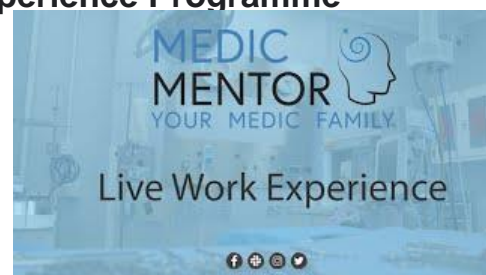 perience Programme
MEDIC
MENTOR
YOUR MEDIC FAMILY
Live Work Experience